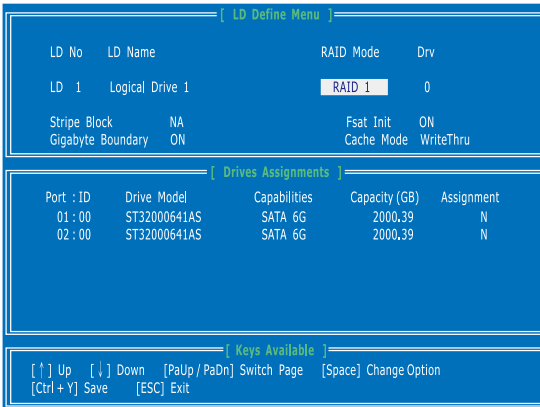 [ LD Define Menu ]
LD No LD Name RAID Mode Drv
LD 1 Logical Drive 1 RAID 1 0
Stripe Block NA Fsat Init ON
Gigabyte Boundary ON Cache Mode WriteThru
[ Drives Assignments ]
Port : ID Drive Model Capabilities Capacity (GB) Assignment
01 : 00 ST32000641AS SATA 6G 2000.39 N
02 : 00 ST32000641AS SATA 6G 2000.39 N
[ Keys Available ]
[ ↑ ] Up [ ↓ ] Down [PaUp / PaDn] Switch Page [Space] Change Option
[Ctrl + Y] Save [ESC] Exit